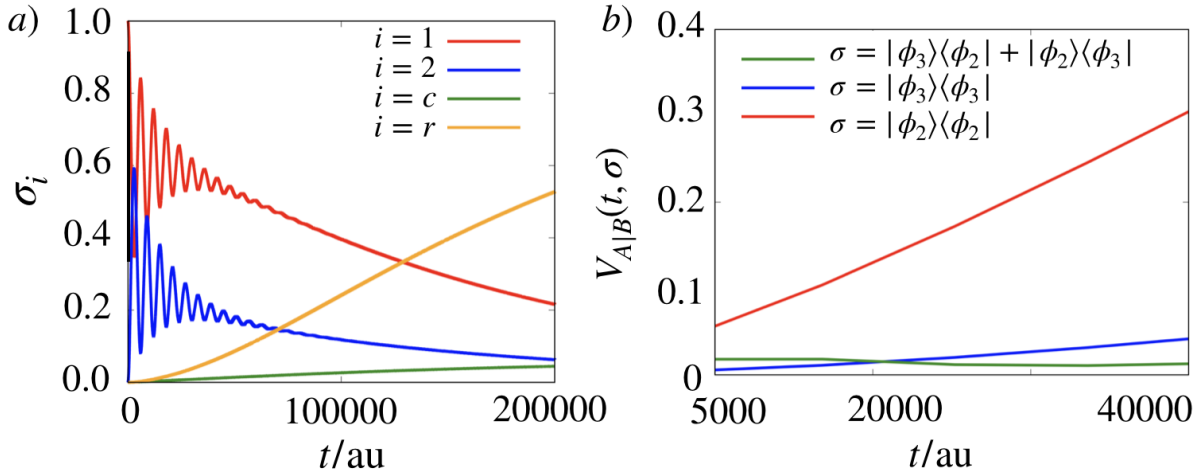 a)
σᵢ
1.0
0.8
0.6
0.4
0.2
0.0
i = 1
i = 2
i = c
i = r
0
100000
200000
t/au
b)
V_{A|B}(t, σ)
0.4
0.3
0.2
0.1
0
σ = |ϕ₃⟩⟨ϕ₂| + |ϕ₂⟩⟨ϕ₃|
σ = |ϕ₃⟩⟨ϕ₃|
σ = |ϕ₂⟩⟨ϕ₂|
5000
20000
40000
t/au